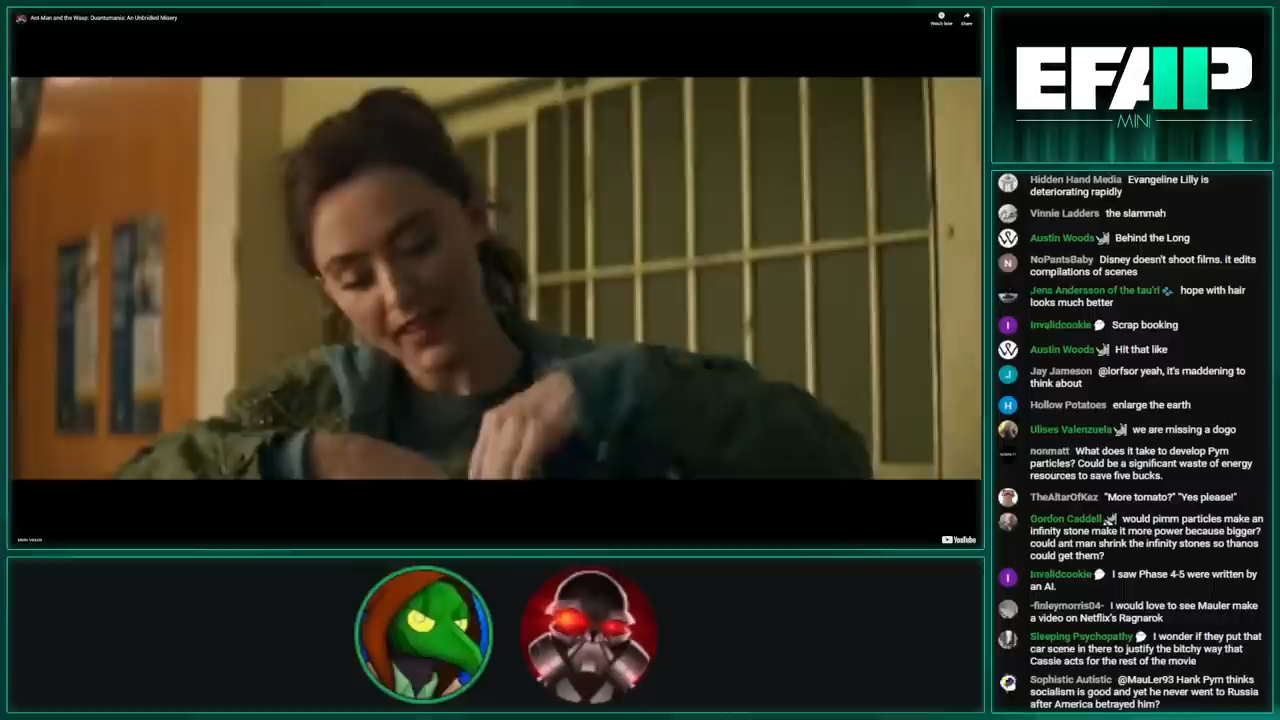 Ant-Man and the Wasp: Quantumania: An Unbridled Misery
Watch later
Share
YouTube
EFAP
MINI
Hidden Hand Media Evangeline Lilly is
deteriorating rapidly
Vinnie Ladders the slammah
Austin Woods Behind the Long
NoPantsBaby Disney doesn't shoot films. it edits
compilations of scenes
Jens Andersson of the tau'ri hope with hair
looks much better
Invalidcookie Scrap booking
Austin Woods Hit that like
Jay Jameson @lorfsor yeah, it's maddening to
think about
Hollow Potatoes enlarge the earth
Ulises Valenzuela we are missing a dogo
nonmatt What does it take to develop Pym
particles? Could be a significant waste of energy
resources to save five bucks.
TheAltarOfKez "More tomato?" "Yes please!"
Gordon Caddell would pimm particles make an
infinity stone make it more power because bigger?
could ant man shrink the infinity stones so thanos
could get them?
Invalidcookie I saw Phase 4-5 were written by
an AI.
-finleymorris04- I would love to see Mauler make
a video on Netflix's Ragnarok
Sleeping Psychopathy I wonder if they put that
car scene in there to justify the bitchy way that
Cassie acts for the rest of the movie
Sophistic Autistic @MauLer93 Hank Pym thinks
socialism is good and yet he never went to Russia
after America betrayed him?